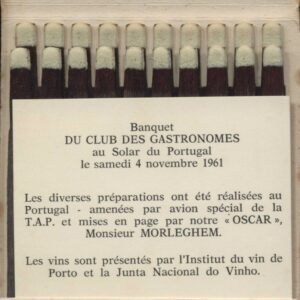 Banquet
DU CLUB DES GASTRONOMES
au Solar du Portugal
le samedi 4 novembre 1961
Les diverses préparations ont été réalisées au
Portugal - amenées par avion spécial de la
T.A.P. et mises en page par notre « OSCAR »,
Monsieur MORLEGHEM.
Les vins sont présentés par l'Institut du vin de
Porto et la Junta Nacional do Vinho.